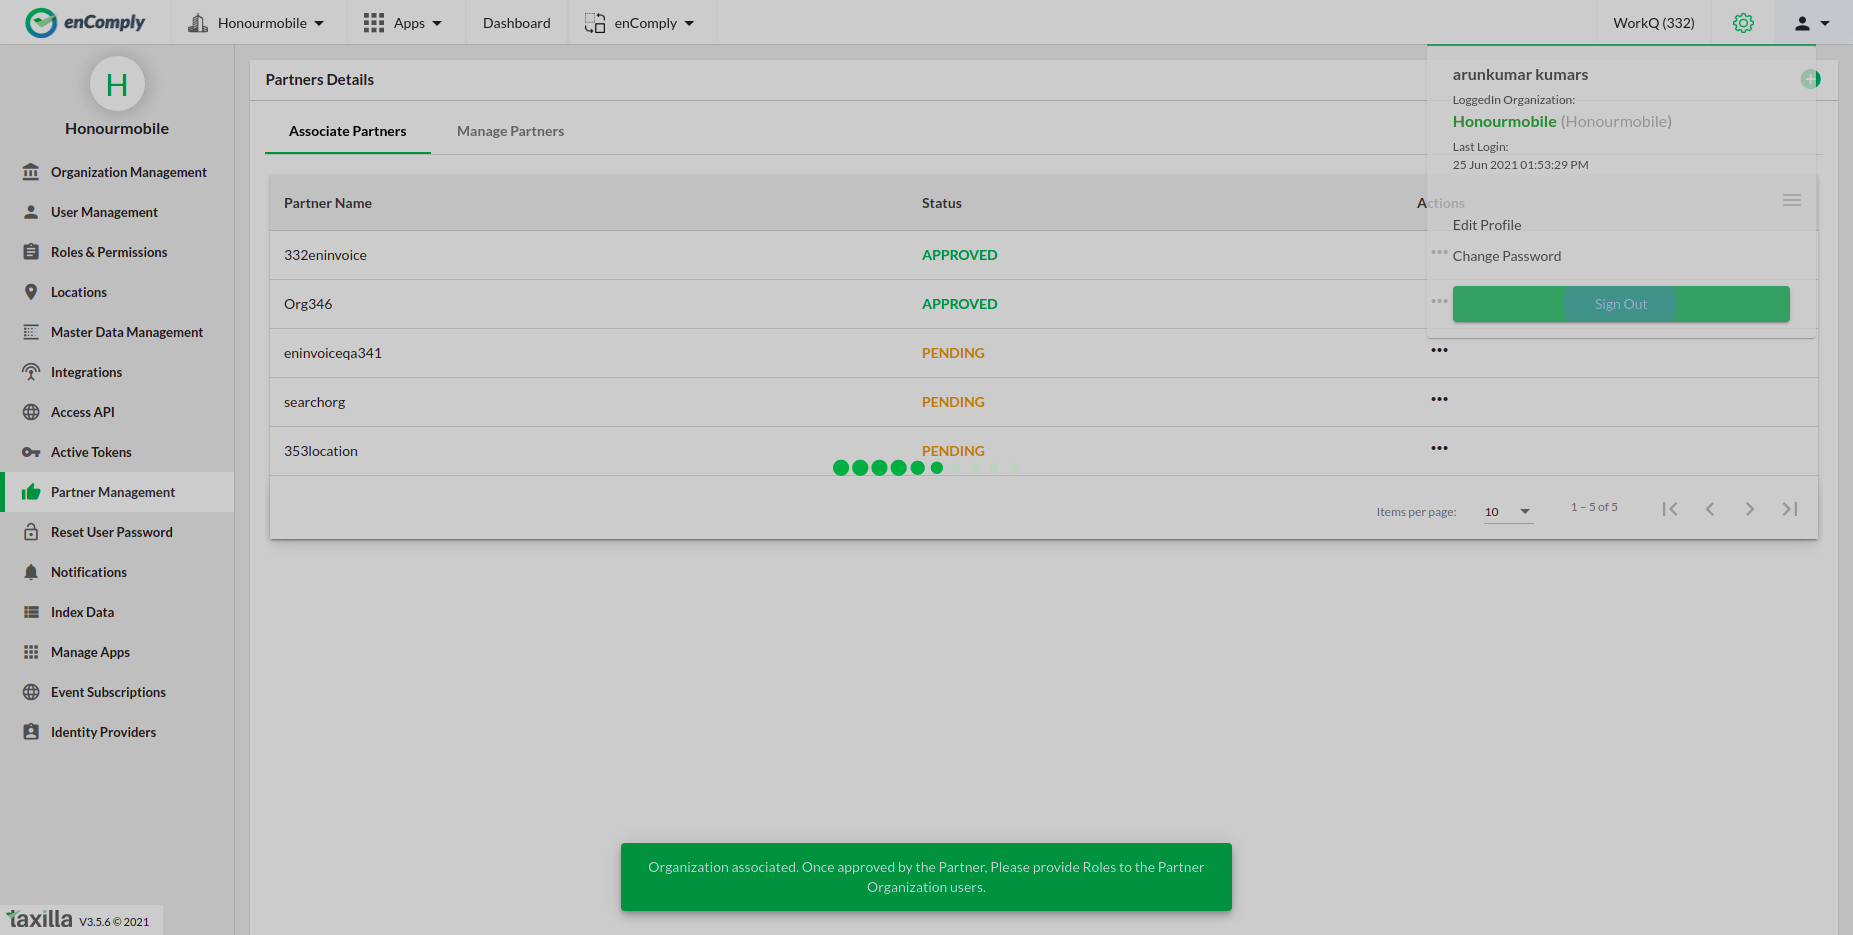 enComply
Honourmobile
Apps
Dashboard
enComply
WorkQ (332)
H
Honourmobile
Organization Management
User Management
Roles & Permissions
Locations
Master Data Management
Integrations
Access API
Active Tokens
Partner Management
Reset User Password
Notifications
Index Data
Manage Apps
Event Subscriptions
Identity Providers
taxilla V3.5.6 © 2021
Partners Details
Associate Partners
Manage Partners
Partner Name Status Actions
332eninvoice APPROVED
Org346 APPROVED
eninvoiceqa341 PENDING
searchorg PENDING
353location PENDING
Items per page: 10 1 – 5 of 5
arunkumar kumars
LoggedIn Organization:
Honourmobile (Honourmobile)
Last Login:
25 Jun 2021 01:53:29 PM
Edit Profile
Change Password
Sign Out
Organization associated. Once approved by the Partner, Please provide Roles to the Partner
Organization users.